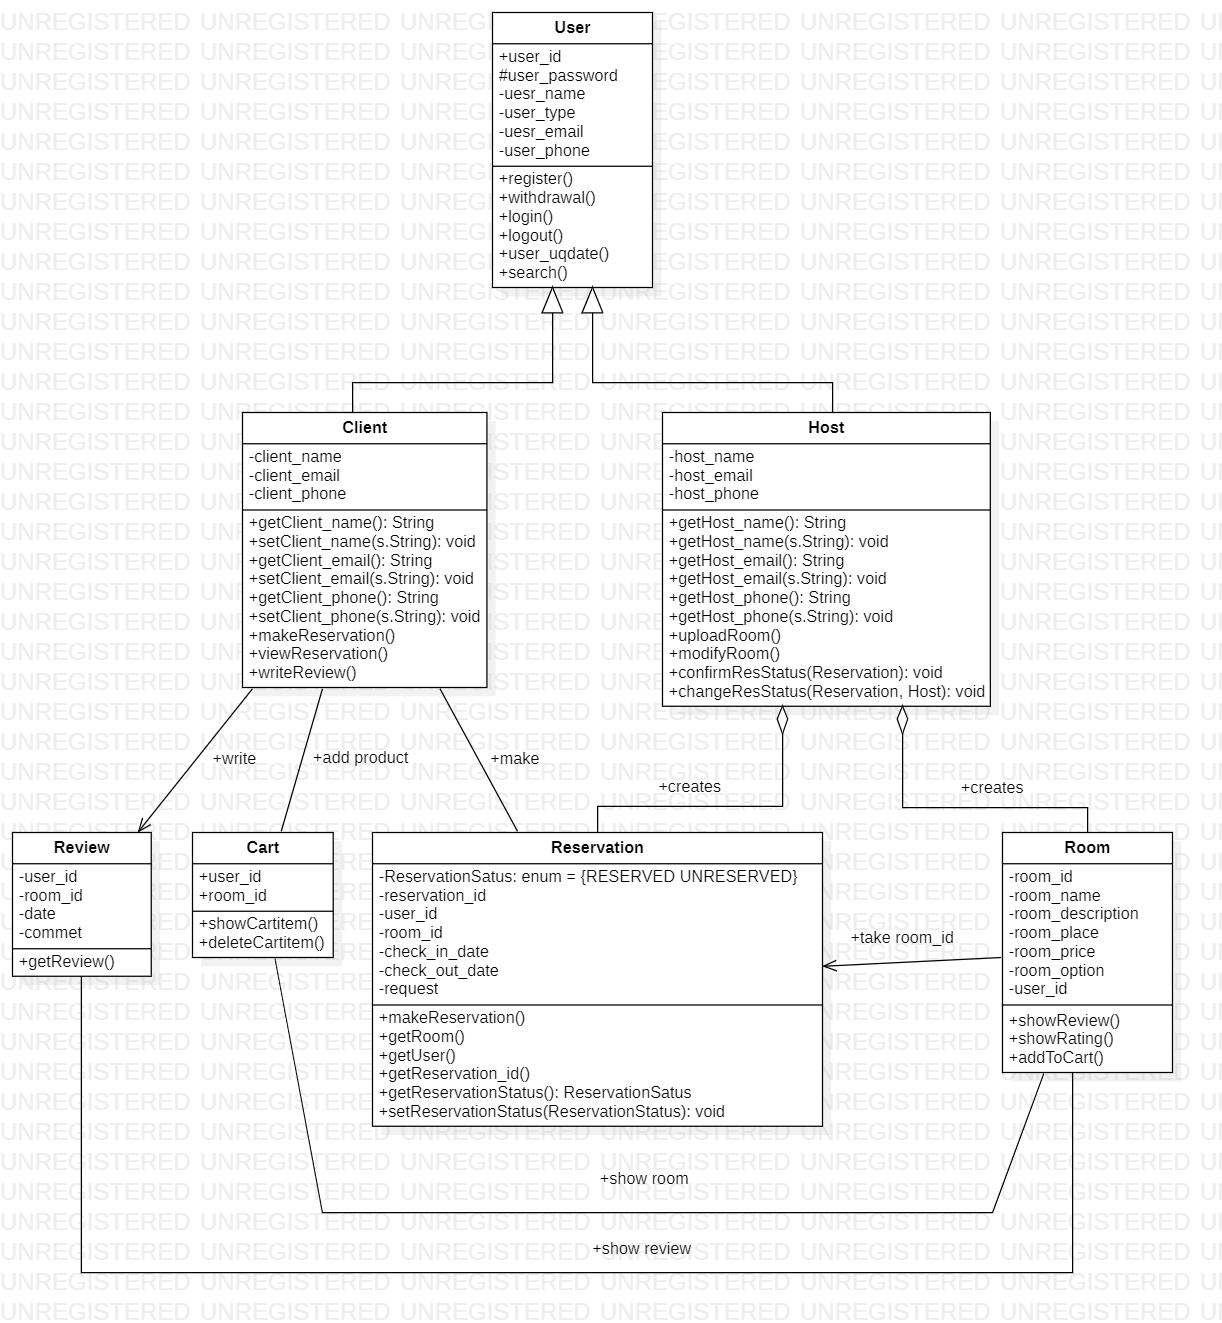 User
+user_id
#user_password
-uesr_name
-user_type
-uesr_email
-user_phone
+register()
+withdrawal()
+login()
+logout()
+user_uqdate()
+search()
Client
-client_name
-client_email
-client_phone
+getClient_name(): String
+setClient_name(s.String): void
+getClient_email(): String
+setClient_email(s.String): void
+getClient_phone(): String
+setClient_phone(s.String): void
+makeReservation()
+viewReservation()
+writeReview()
Host
-host_name
-host_email
-host_phone
+getHost_name(): String
+getHost_name(s.String): void
+getHost_email(): String
+getHost_email(s.String): void
+getHost_phone(): String
+getHost_phone(s.String): void
+uploadRoom()
+modifyRoom()
+confirmResStatus(Reservation): void
+changeResStatus(Reservation, Host): void
+write
+add product
+make
+creates
+creates
Review
-user_id
-room_id
-date
-commet
+getReview()
Cart
+user_id
+room_id
+showCartitem()
+deleteCartitem()
Reservation
-ReservationSatus: enum = {RESERVED UNRESERVED}
-reservation_id
-user_id
-room_id
-check_in_date
-check_out_date
-request
+makeReservation()
+getRoom()
+getUser()
+getReservation_id()
+getReservationStatus(): ReservationSatus
+setReservationStatus(ReservationStatus): void
+take room_id
Room
-room_id
-room_name
-room_description
-room_place
-room_price
-room_option
-user_id
+showReview()
+showRating()
+addToCart()
+show room
+show review
UNREGISTERED